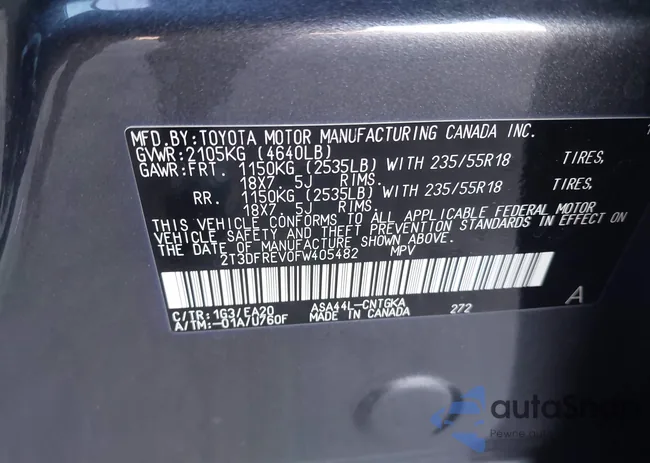 MFD.BY:TOYOTA MOTOR MANUFACTURING CANADA INC.
GVWR:2105KG (4640LB)
GAWR:FRT. 1150KG (2535LB) WITH 235/55R18 TIRES,
18X7. 5J RIMS.
RR. 1150KG (2535LB) WITH 235/55R18 TIRES,
18X7. 5J RIMS.
THIS VEHICLE CONFORMS TO ALL APPLICABLE FEDERAL MOTOR
VEHICLE SAFETY AND THEFT PREVENTION STANDARDS IN EFFECT ON
THE DATE OF MANUFACTURE SHOWN ABOVE.
2T3DFREV0FW405482 MPV
C/TR:1G3/EA20 ASA44L-CNTGKA 272 A
A/TM:-01A/U760F MADE IN CANADA